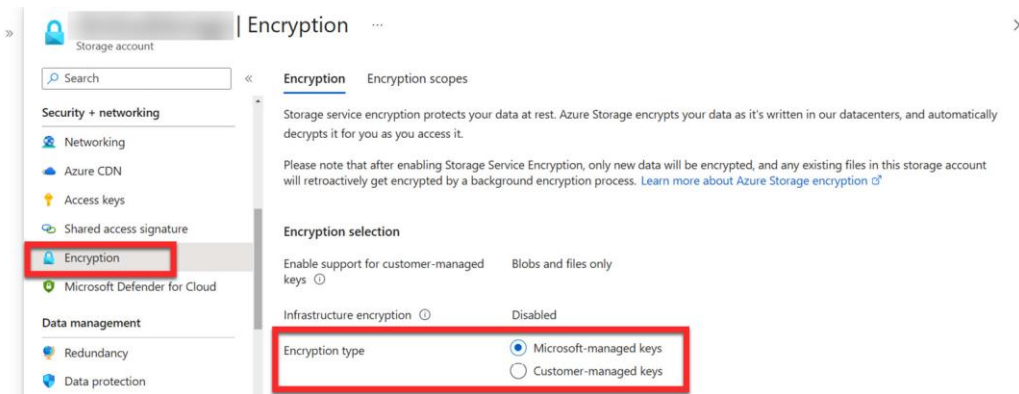 | Encryption ...
Storage account
Search
Security + networking
Networking
Azure CDN
Access keys
Shared access signature
Encryption
Microsoft Defender for Cloud
Data management
Redundancy
Data protection
Encryption Encryption scopes
Storage service encryption protects your data at rest. Azure Storage encrypts your data as it's written in our datacenters, and automatically
decrypts it for you as you access it.
Please note that after enabling Storage Service Encryption, only new data will be encrypted, and any existing files in this storage account
will retroactively get encrypted by a background encryption process. Learn more about Azure Storage encryption
Encryption selection
Enable support for customer-managed Blobs and files only
keys
Infrastructure encryption Disabled
Encryption type Microsoft-managed keys
Customer-managed keys